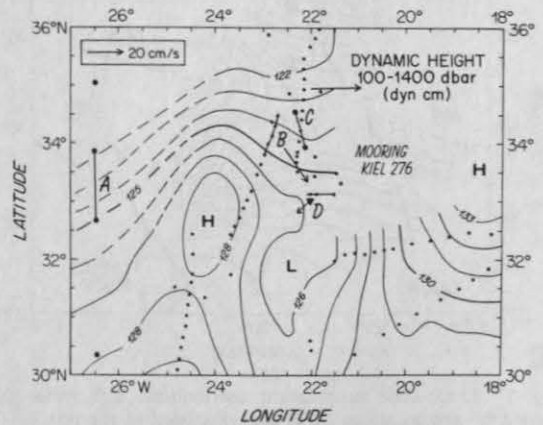 26° 24° 22° 20° 18°
36°N 36°
20 cm/s
DYNAMIC HEIGHT
100-1400 dbar
(dyn cm)
122
34° 34°
C
B
MOORING
KIEL 276
A
125
H
H
133
D
128
32° 32°
L
126
130
128
30°N 30°
26°W 24° 22° 20° 18°
LATITUDE
LONGITUDE